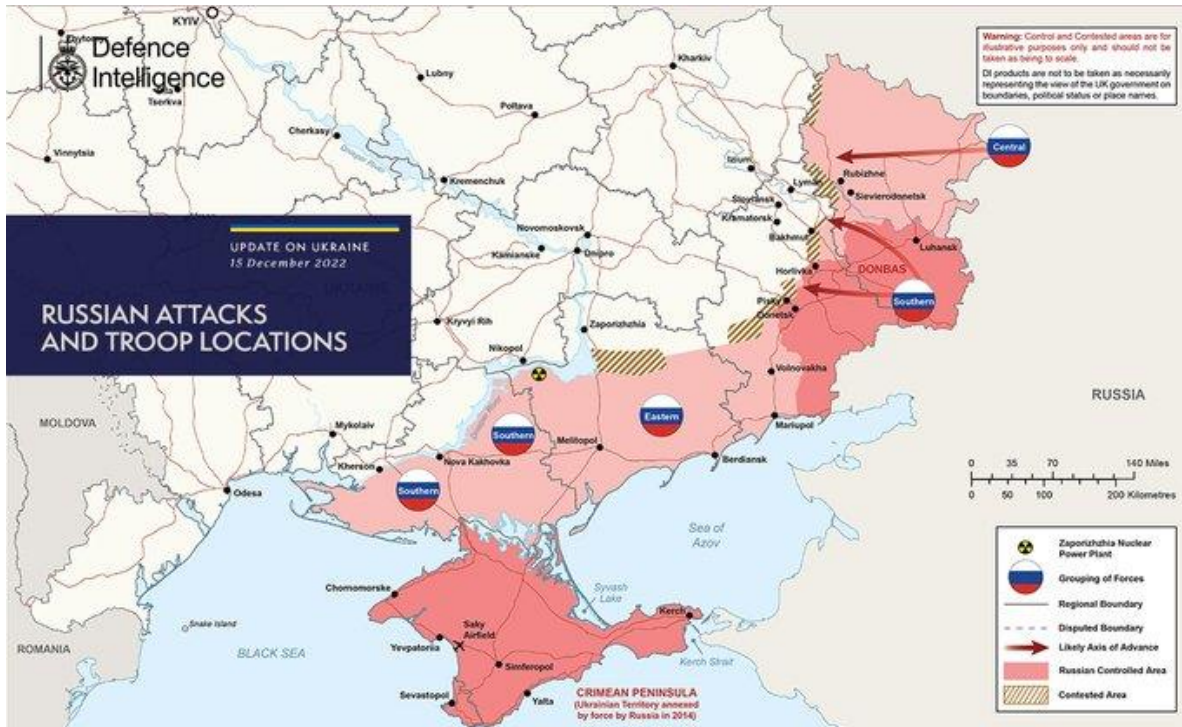 KYIV
Defence
Intelligence
Tserkva
Vinnytsia
Cherkasy
Dnieper River
Lubny
Poltava
Kharkiv
Kremenchuk
Warning: Control and Contested areas are for
illustrative purposes only and should not be
taken as being to scale.
DI products are not to be taken as necessarily
representing the view of the UK government on
boundaries, political status or place names.
Central
Izium
Lyman
Rubizhne
Sievierodonetsk
Slovyansk
Kramatorsk
Bakhmut
Luhansk
Horlivka
DONBAS
Southern
Pisky
Donetsk
UPDATE ON UKRAINE
15 December 2022
RUSSIAN ATTACKS
AND TROOP LOCATIONS
Novomoskovsk
Kamianske
Dnipro
Kryvyi Rih
Zaporizhzhia
Nikopol
Volnovakha
MOLDOVA
Mykolaiv
Southern
Eastern
Mariupol
RUSSIA
Melitopol
Berdiansk
Kherson
Nova Kakhovka
Southern
Odesa
0 35 70 140 Miles
0 50 100 200 Kilometres
Sea of
Azov
Chornomorske
Syvash
Lake
Kerch
Kerch Strait
Snake Island
ROMANIA
BLACK SEA
Saky
Airfield
Yevpatoriia
Simferopol
Sevastopol
Yalta
CRIMEAN PENINSULA
(Ukrainian Territory annexed
by force by Russia in 2014)
Zaporizhzhia Nuclear
Power Plant
Grouping of Forces
Regional Boundary
Disputed Boundary
Likely Axis of Advance
Russian Controlled Area
Contested Area